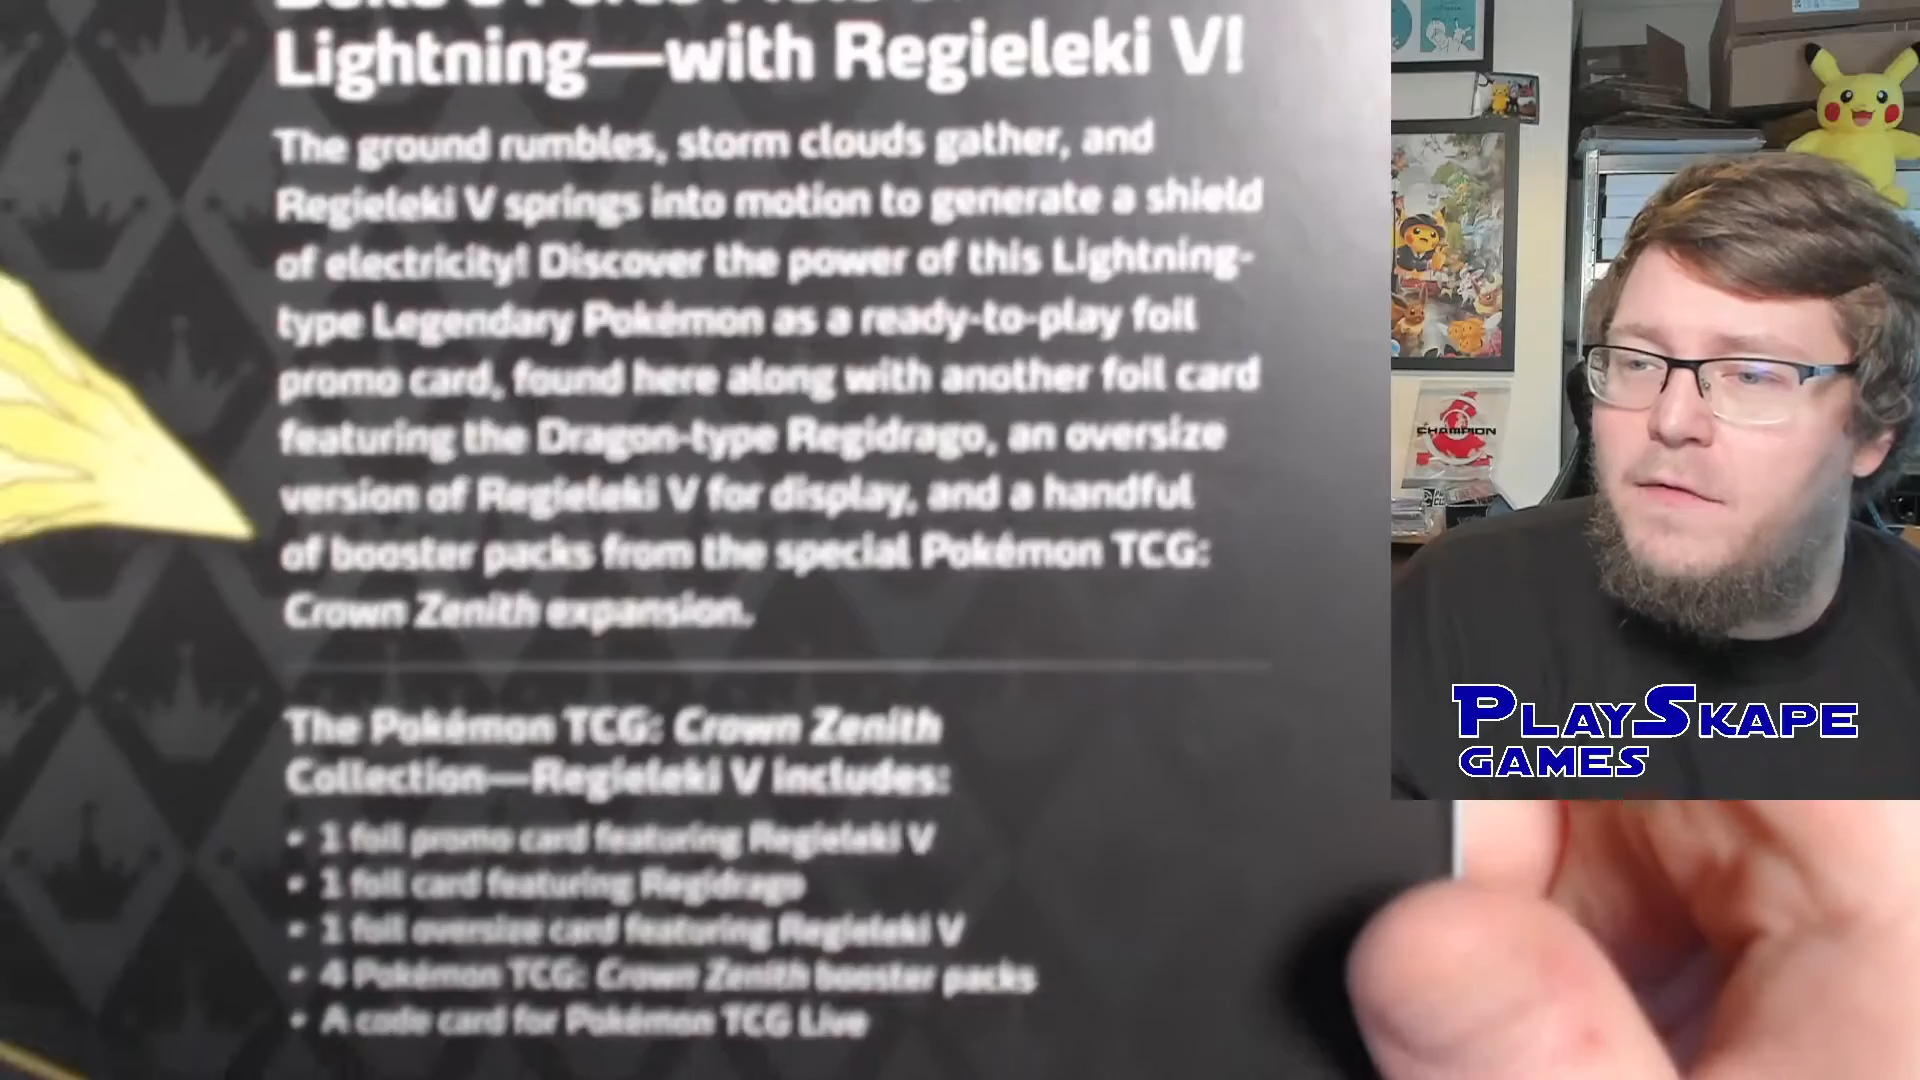 Lightning—with Regieleki V!
The ground rumbles, storm clouds gather, and
Regieleki V springs into motion to generate a shield
of electricity! Discover the power of this Lightning-
type Legendary Pokémon as a ready-to-play foil
promo card, found here along with another foil card
featuring the Dragon-type Regidrago, an oversize
version of Regieleki V for display, and a handful
of booster packs from the special Pokémon TCG:
Crown Zenith expansion.
The Pokémon TCG: Crown Zenith
Collection—Regieleki V includes:
• 1 foil promo card featuring Regieleki V
• 1 foil card featuring Regidrago
• 1 foil oversize card featuring Regieleki V
• 4 Pokémon TCG: Crown Zenith booster packs
• A code card for Pokémon TCG Live
CHAMPION
PLAYSKAPE
GAMES